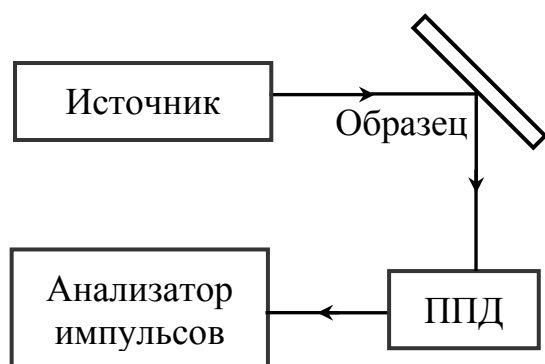 Источник
Образец
Анализатор
импульсов
ППД